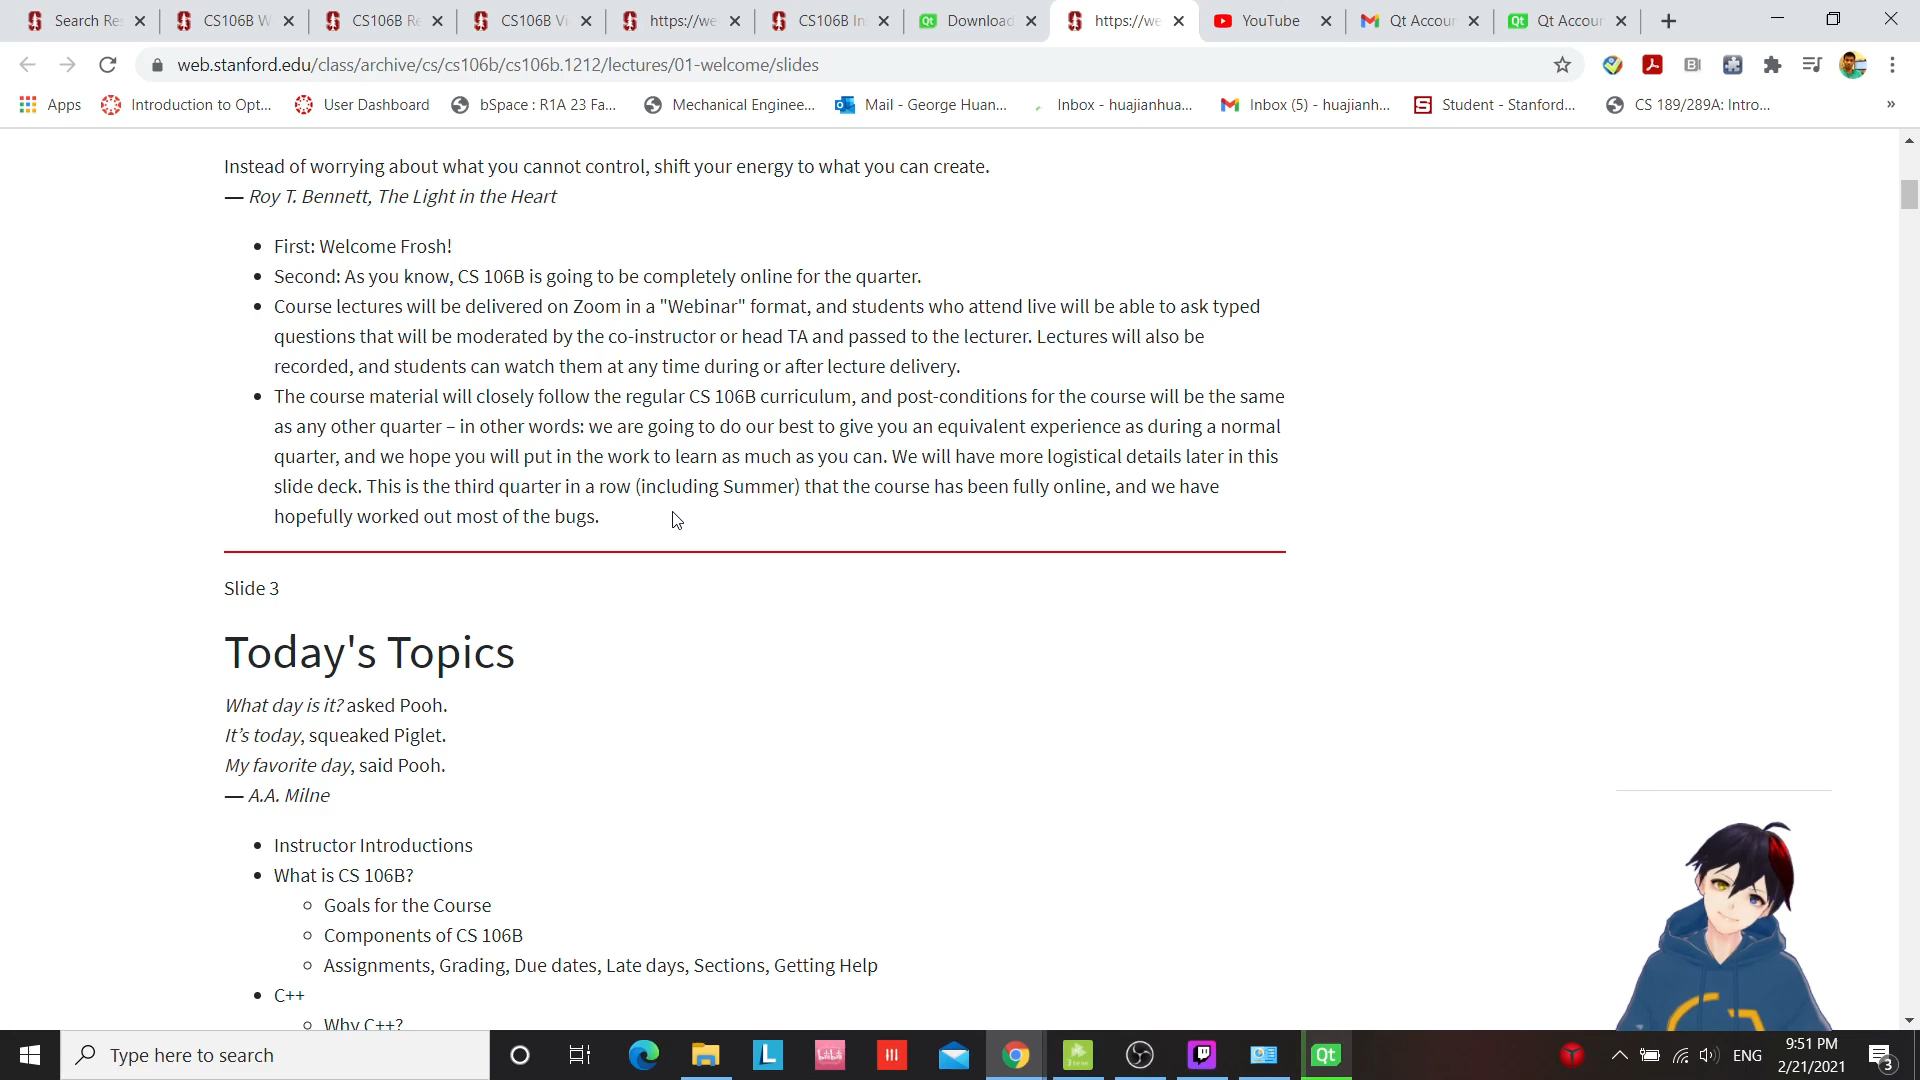 Search Res
CS106B W
CS106B Re
CS106B Vi
https://we
CS106B In
Download
https://we
YouTube
Qt Accour
Qt Accour
web.stanford.edu/class/archive/cs/cs106b/cs106b.1212/lectures/01-welcome/slides
Apps
Introduction to Opt...
User Dashboard
bSpace : R1A 23 Fa...
Mechanical Enginee...
Mail - George Huan...
Inbox - huajianhua...
Inbox (5) - huajianh...
Student - Stanford...
CS 189/289A: Intro...
Instead of worrying about what you cannot control, shift your energy to what you can create.
— Roy T. Bennett, The Light in the Heart
• First: Welcome Frosh!
• Second: As you know, CS 106B is going to be completely online for the quarter.
• Course lectures will be delivered on Zoom in a "Webinar" format, and students who attend live will be able to ask typed
questions that will be moderated by the co-instructor or head TA and passed to the lecturer. Lectures will also be
recorded, and students can watch them at any time during or after lecture delivery.
• The course material will closely follow the regular CS 106B curriculum, and post-conditions for the course will be the same
as any other quarter – in other words: we are going to do our best to give you an equivalent experience as during a normal
quarter, and we hope you will put in the work to learn as much as you can. We will have more logistical details later in this
slide deck. This is the third quarter in a row (including Summer) that the course has been fully online, and we have
hopefully worked out most of the bugs.
Slide 3
Today's Topics
What day is it? asked Pooh.
It’s today, squeaked Piglet.
My favorite day, said Pooh.
— A.A. Milne
• Instructor Introductions
• What is CS 106B?
◦ Goals for the Course
◦ Components of CS 106B
◦ Assignments, Grading, Due dates, Late days, Sections, Getting Help
• C++
◦ Why C++?
Type here to search
L
Qt
ENG
9:51 PM
2/21/2021
3